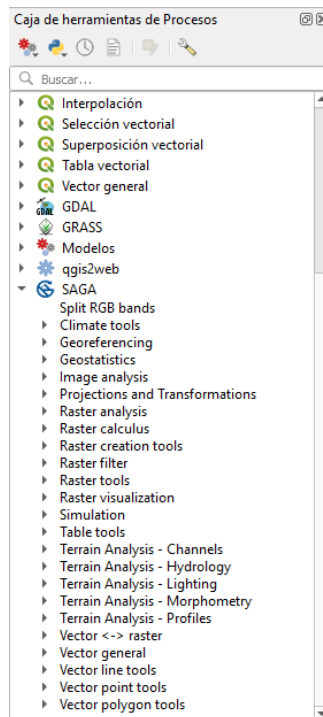 Caja de herramientas de Procesos
Buscar...
Interpolación
Selección vectorial
Superposición vectorial
Tabla vectorial
Vector general
GDAL
GRASS
Modelos
qgis2web
SAGA
Split RGB bands
Climate tools
Georeferencing
Geostatistics
Image analysis
Projections and Transformations
Raster analysis
Raster calculus
Raster creation tools
Raster filter
Raster tools
Raster visualization
Simulation
Table tools
Terrain Analysis - Channels
Terrain Analysis - Hydrology
Terrain Analysis - Lighting
Terrain Analysis - Morphometry
Terrain Analysis - Profiles
Vector <-> raster
Vector general
Vector line tools
Vector point tools
Vector polygon tools